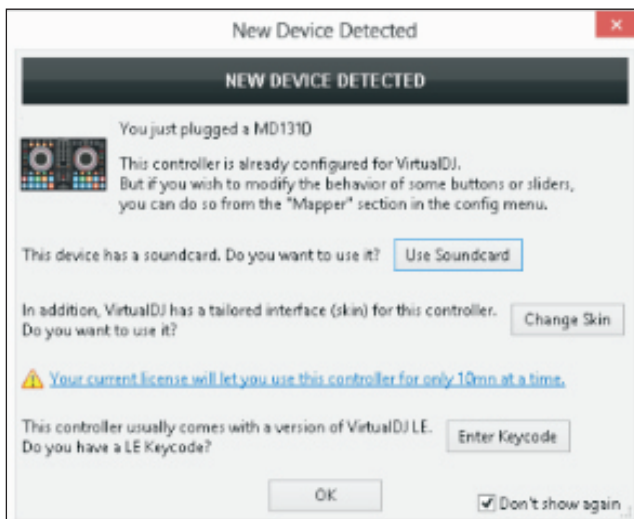 New Device Detected
NEW DEVICE DETECTED
You just plugged a MD1310
This controller is already configured for VirtualDJ.
But if you wish to modify the behavior of some buttons or sliders,
you can do so from the "Mapper" section in the config menu.
This device has a soundcard. Do you want to use it?
Use Soundcard
In addition, VirtualDJ has a tailored interface (skin) for this controller.
Do you want to use it?
Change Skin
Your current license will let you use this controller for only 10mn at a time.
This controller usually comes with a version of VirtualDJ LE.
Do you have a LE Keycode?
Enter Keycode
OK
Don't show again